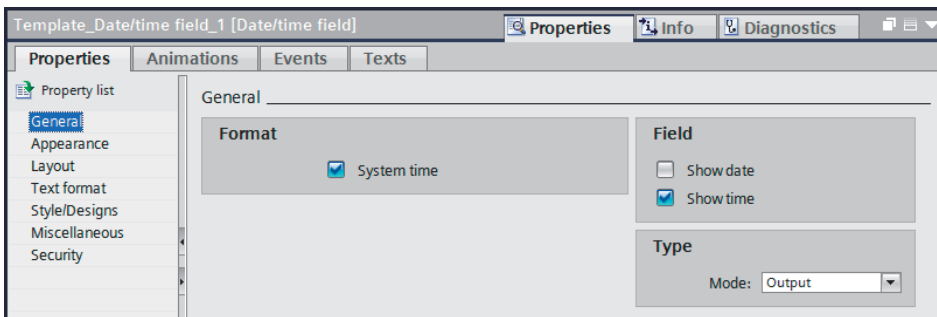 Template_Date/time field_1 [Date/time field]
Properties
Info
Diagnostics
Properties
Animations
Events
Texts
Property list
General
Appearance
Layout
Text format
Style/Designs
Miscellaneous
Security
General
Format
System time
Field
Show date
Show time
Type
Mode: Output